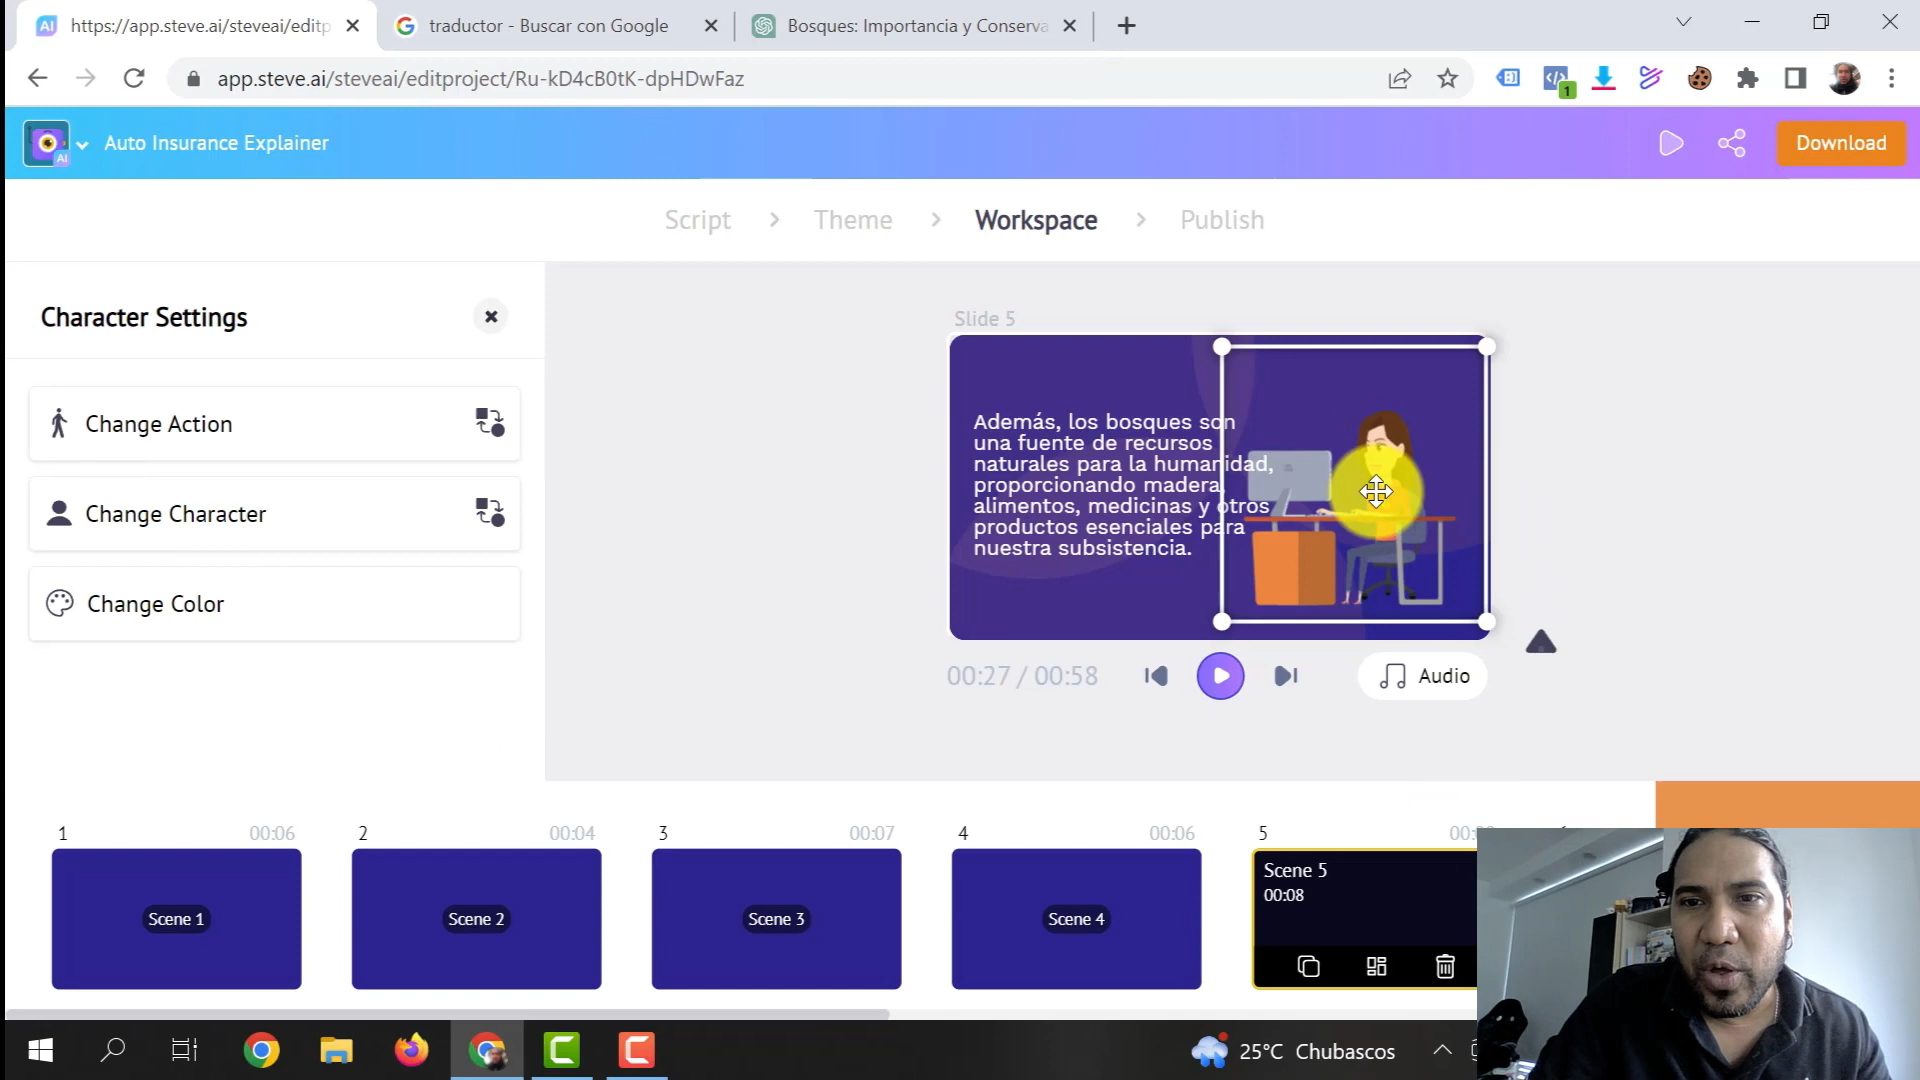 https://app.steve.ai/steveai/editp
traductor - Buscar con Google
Bosques: Importancia y Conserva
app.steve.ai/steveai/editproject/Ru-kD4cB0tK-dpHDwFaz
1
AI
Auto Insurance Explainer
Download
Script > Theme > Workspace > Publish
Character Settings
Change Action
Change Character
Change Color
Slide 5
Además, los bosques son
una fuente de recursos
naturales para la humanidad,
proporcionando madera,
alimentos, medicinas y otros
productos esenciales para
nuestra subsistencia.
00:27 / 00:58
Audio
1 00:06
2 00:04
3 00:07
4 00:06
5
Scene 1
Scene 2
Scene 3
Scene 4
Scene 5
00:08
25°C Chubascos